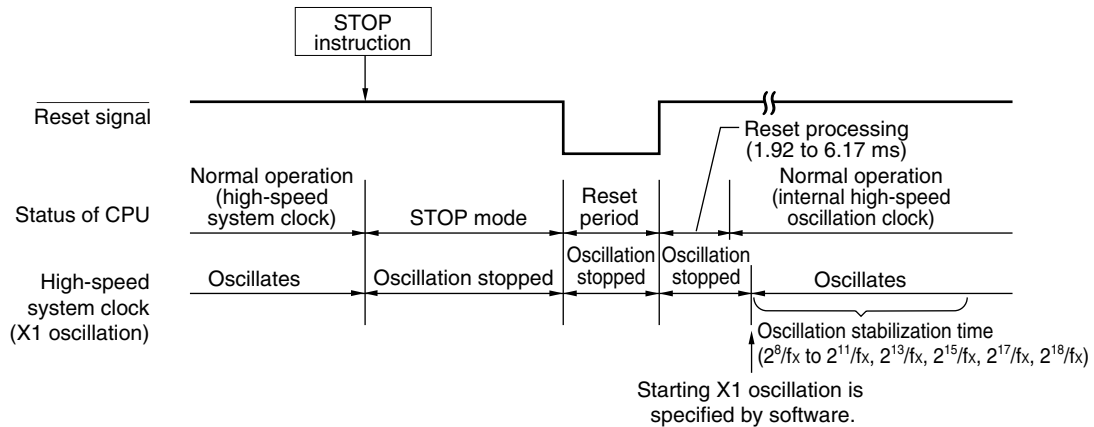 STOP
instruction
Reset signal
Reset processing
(1.92 to 6.17 ms)
Status of CPU
Normal operation
(high-speed
system clock)
STOP mode
Reset
period
Normal operation
(internal high-speed
oscillation clock)
High-speed
system clock
(X1 oscillation)
Oscillates
Oscillation stopped
Oscillation
stopped
Oscillation
stopped
Oscillates
Oscillation stabilization time
(2⁸/fx to 2¹¹/fx, 2¹³/fx, 2¹⁵/fx, 2¹⁷/fx, 2¹⁸/fx)
Starting X1 oscillation is
specified by software.